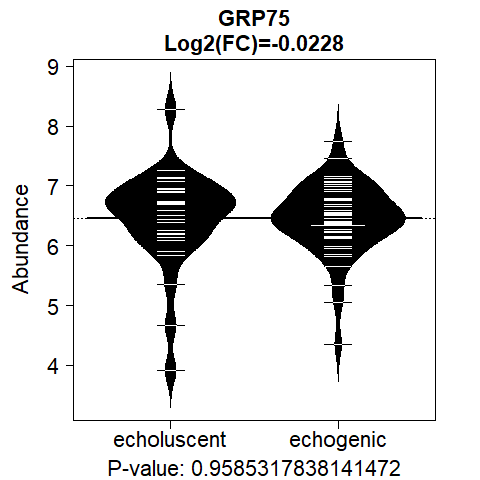 GRP75
Log2(FC)=-0.0228
Abundance
9
8
7
6
5
4
echoluscent echogenic
P-value: 0.9585317838141472